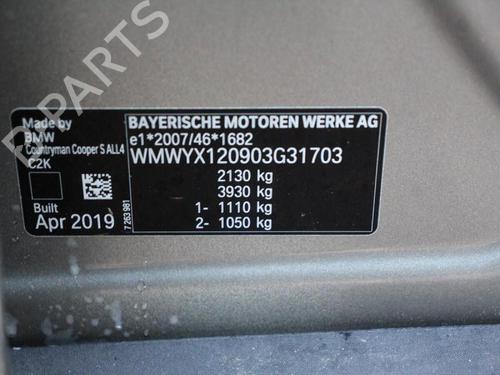 B-PARTS
Made by
BMW
Countryman Cooper S ALL4
C2K
Built
Apr 2019
7 263 981
BAYERISCHE MOTOREN WERKE AG
e1*2007/46*1682
WMWYX120903G31703
2130 kg
3930 kg
1- 1110 kg
2- 1050 kg